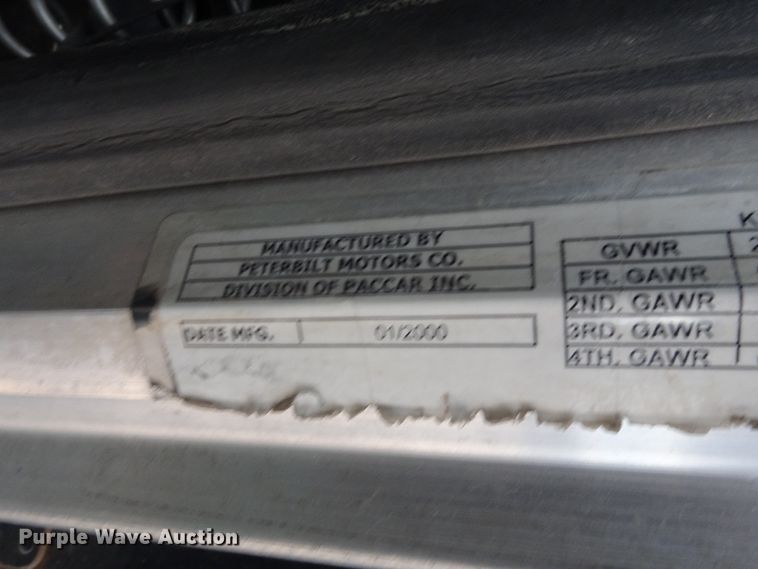 MANUFACTURED BY
PETERBILT MOTORS CO.
DIVISION OF PACCAR INC.
DATE MFG. 01/2000
K
GVWR 2
FR. GAWR
2ND. GAWR
3RD. GAWR
4TH. GAWR
Purple Wave Auction